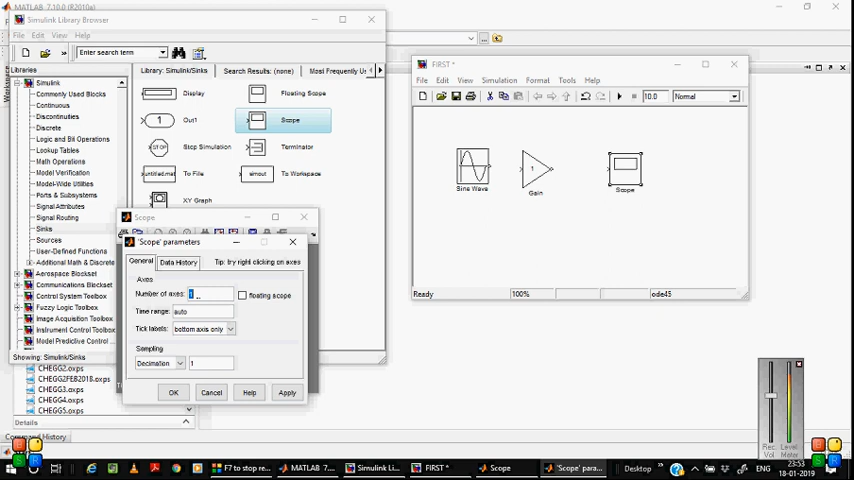 MATLAB 7.10.0 (R2010a)
Simulink Library Browser
File Edit View Help
Enter search term
Libraries
Library: Simulink/Sinks
Search Results: (none)
Most Frequently Us
Simulink
Commonly Used Blocks
Continuous
Discontinuities
Discrete
Logic and Bit Operations
Lookup Tables
Math Operations
Model Verification
Model-Wide Utilities
Ports & Subsystems
Signal Attributes
Signal Routing
Sinks
Sources
User-Defined Functions
Additional Math & Discrete
Aerospace Blockset
Communications Blockset
Control System Toolbox
Fuzzy Logic Toolbox
Image Acquisition Toolbox
Instrument Control Toolbox
Model Predictive Control
Showing: Simulink/Sinks
Display
Floating Scope
1
Out1
Scope
STOP
Stop Simulation
Terminator
untitled.mat
To File
simout
To Workspace
XY Graph
Scope
'Scope' parameters
General
Data History
Tip: try right clicking on axes
Axes
Number of axes: 1
floating scope
Time range: auto
Tick labels: bottom axis only
Sampling
Decimation
1
OK
Cancel
Help
Apply
FIRST *
File Edit View Simulation Format Tools Help
10.0
Normal
Sine Wave
1
Gain
Scope
Ready
100%
ode45
CHEGG2.oxps
CHEGG2FEB2018.oxps
CHEGG3.oxps
CHEGG4.oxps
CHEGG5.oxps
Details
Command History
Rec. Vol
Level Meter
F7 to stop re...
MATLAB 7...
Simulink Li...
FIRST *
Scope
'Scope' para...
Desktop
ENG
23:53
18-01-2019